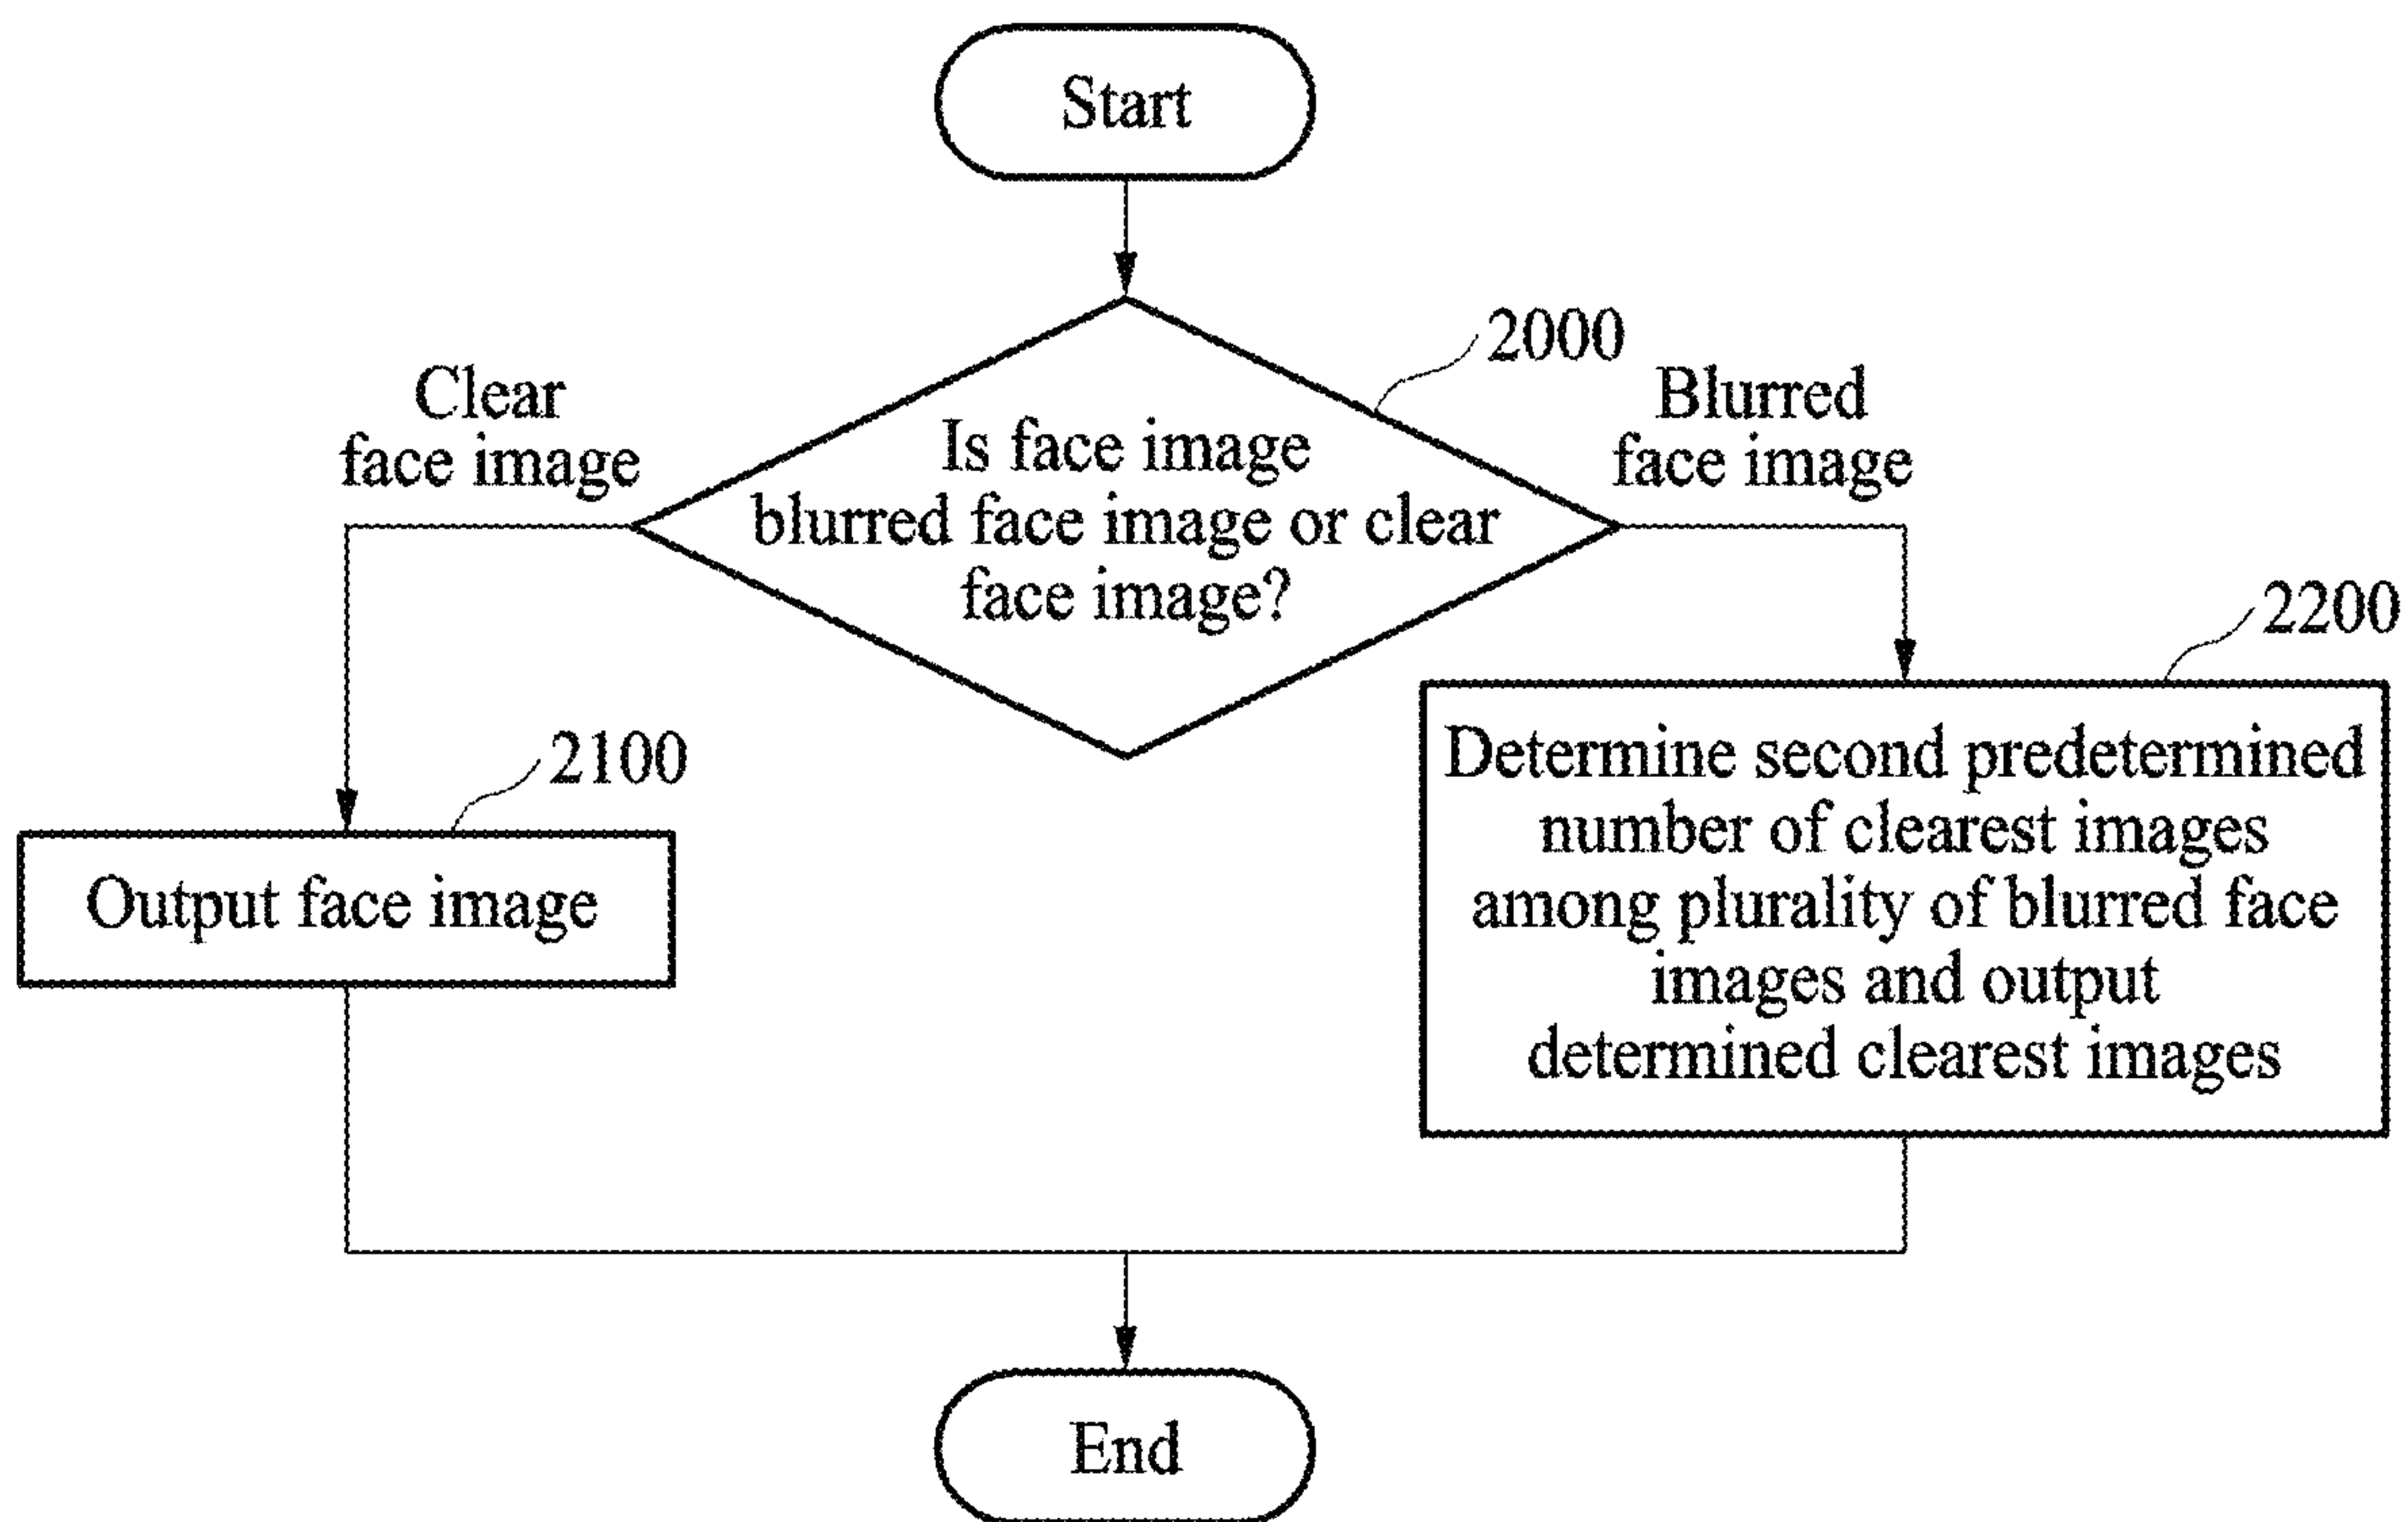 Start
2000
Clear
face image
Is face image
blurred face image or clear
face image?
Blurred
face image
2100
Output face image
2200
Determine second predetermined
number of clearest images
among plurality of blurred face
images and output
determined clearest images
End